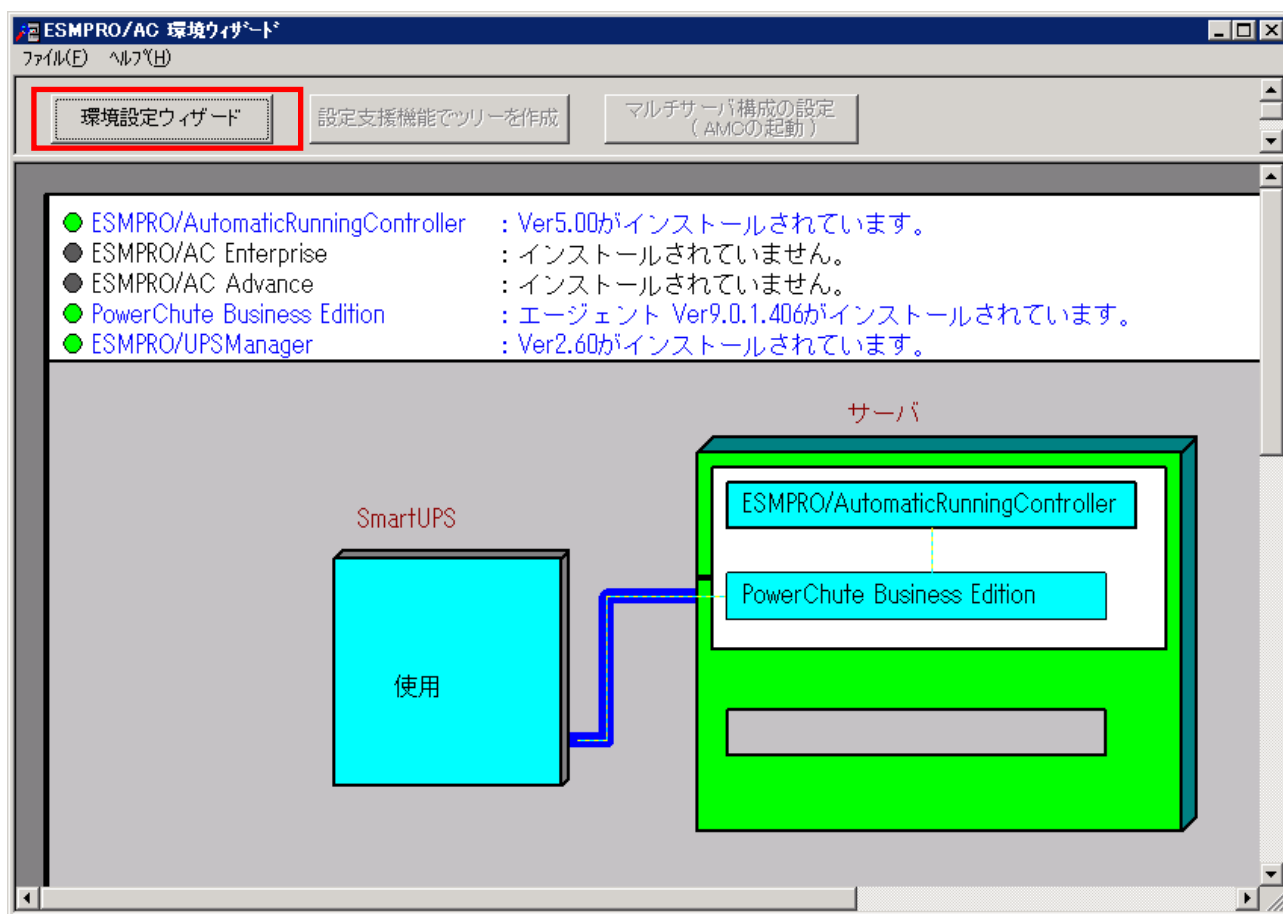 ESMPRO/AC 環境ウィザード
ファイル(F) ヘルプ(H)
環境設定ウィザード 設定支援機能でツリーを作成 マルチサーバ構成の設定
(AMCの起動)
ESMPRO/AutomaticRunningController : Ver5.00がインストールされています。
ESMPRO/AC Enterprise : インストールされていません。
ESMPRO/AC Advance : インストールされていません。
PowerChute Business Edition : エージェント Ver9.0.1.406がインストールされています。
ESMPRO/UPSManager : Ver2.60がインストールされています。
サーバ
ESMPRO/AutomaticRunningController
SmartUPS
PowerChute Business Edition
使用